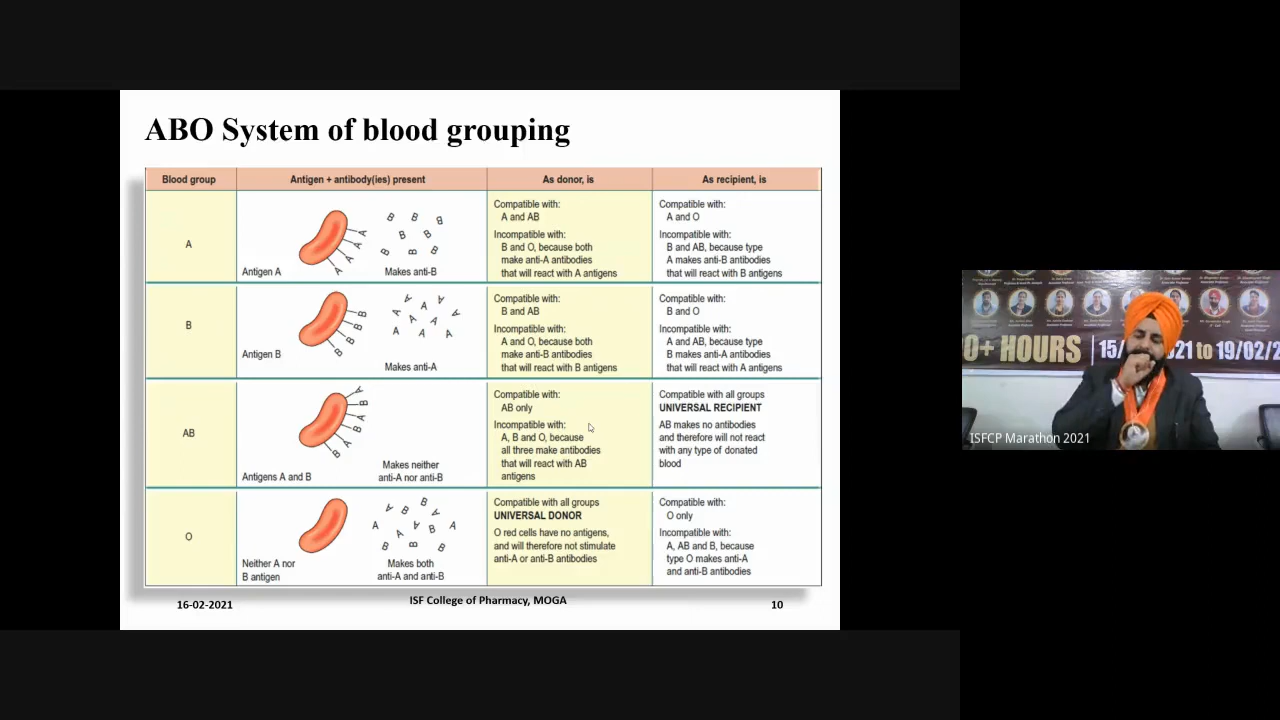 ABO System of blood grouping
Blood group
Antigen + antibody(ies) present
As donor, is
As recipient, is
A
A
A
A
A
B
B
B
B
B
B
B
B
Antigen A
Makes anti-B
Compatible with:
A and AB
Incompatible with:
B and O, because both
make anti-A antibodies
that will react with A antigens
Compatible with:
A and O
Incompatible with:
B and AB, because type
A makes anti-B antibodies
that will react with B antigens
B
B
B
B
B
A
A
A
A
A
A
A
A
A
Antigen B
Makes anti-A
Compatible with:
B and AB
Incompatible with:
A and O, because both
make anti-B antibodies
that will react with B antigens
Compatible with:
B and O
Incompatible with:
A and AB, because type
B makes anti-A antibodies
that will react with A antigens
AB
A
B
A
B
A
B
Antigens A and B
Makes neither
anti-A nor anti-B
Compatible with:
AB only
Incompatible with:
A, B and O, because
all three make antibodies
that will react with AB
antigens
Compatible with all groups
UNIVERSAL RECIPIENT
AB makes no antibodies
and therefore will not react
with any type of donated
blood
O
A
B
B
A
A
A
A
B
A
B
B
B
Neither A nor
B antigen
Makes both
anti-A and anti-B
Compatible with all groups
UNIVERSAL DONOR
O red cells have no antigens,
and will therefore not stimulate
anti-A or anti-B antibodies
Compatible with:
O only
Incompatible with:
A, AB and B, because
type O makes anti-A
and anti-B antibodies
16-02-2021
ISF College of Pharmacy, MOGA
10
0+ HOURS
15/
21 to 19/02/2
ISFCP Marathon 2021